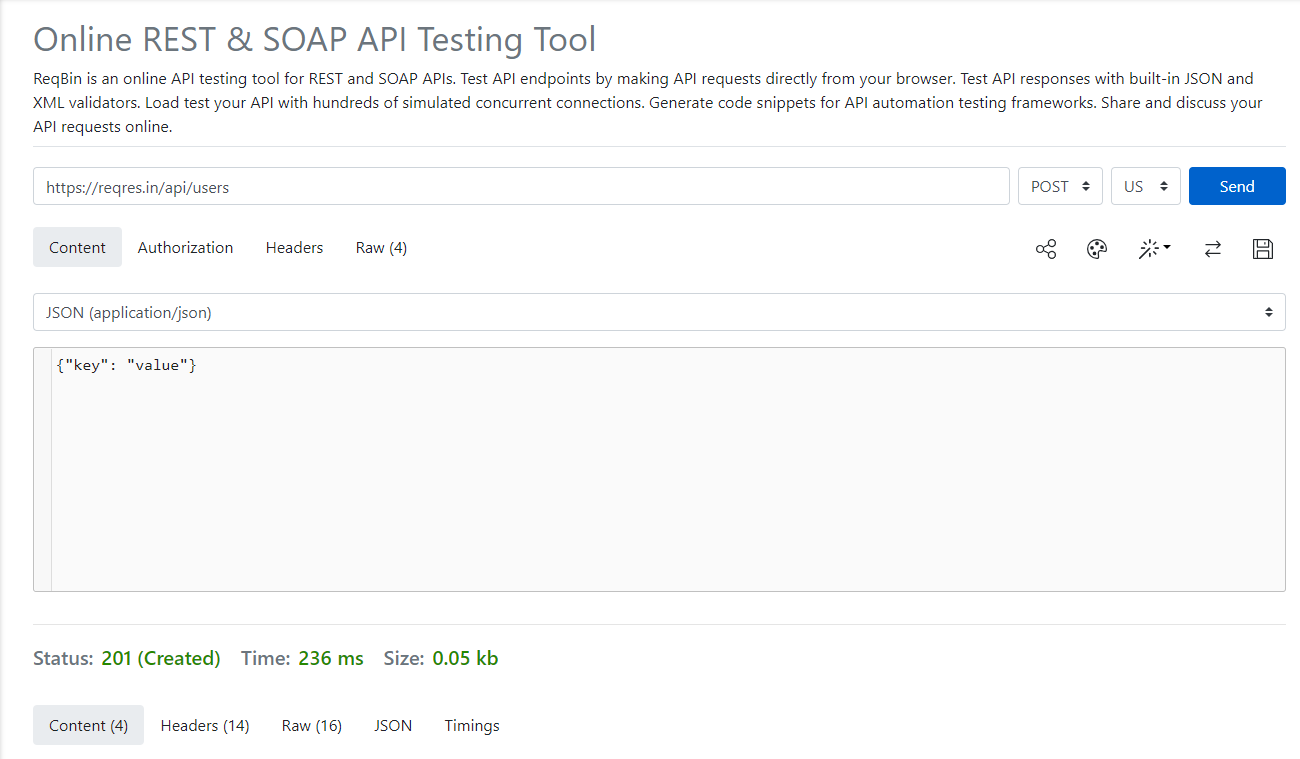 Online REST & SOAP API Testing Tool
ReqBin is an online API testing tool for REST and SOAP APIs. Test API endpoints by making API requests directly from your browser. Test API responses with built-in JSON and
XML validators. Load test your API with hundreds of simulated concurrent connections. Generate code snippets for API automation testing frameworks. Share and discuss your
API requests online.
https://reqres.in/api/users POST US Send
Content Authorization Headers Raw (4)
JSON (application/json)
{"key": "value"}
Status: 201 (Created) Time: 236 ms Size: 0.05 kb
Content (4) Headers (14) Raw (16) JSON Timings